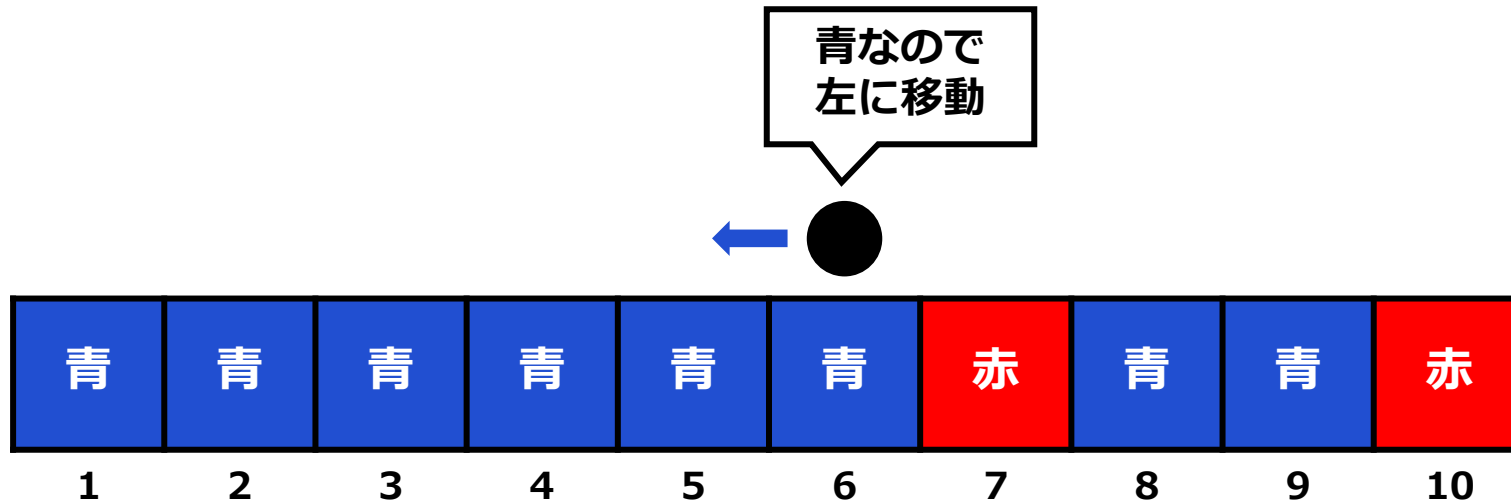 青なので
左に移動
青 青 青 青 青 青 赤 青 青 赤
1 2 3 4 5 6 7 8 9 10